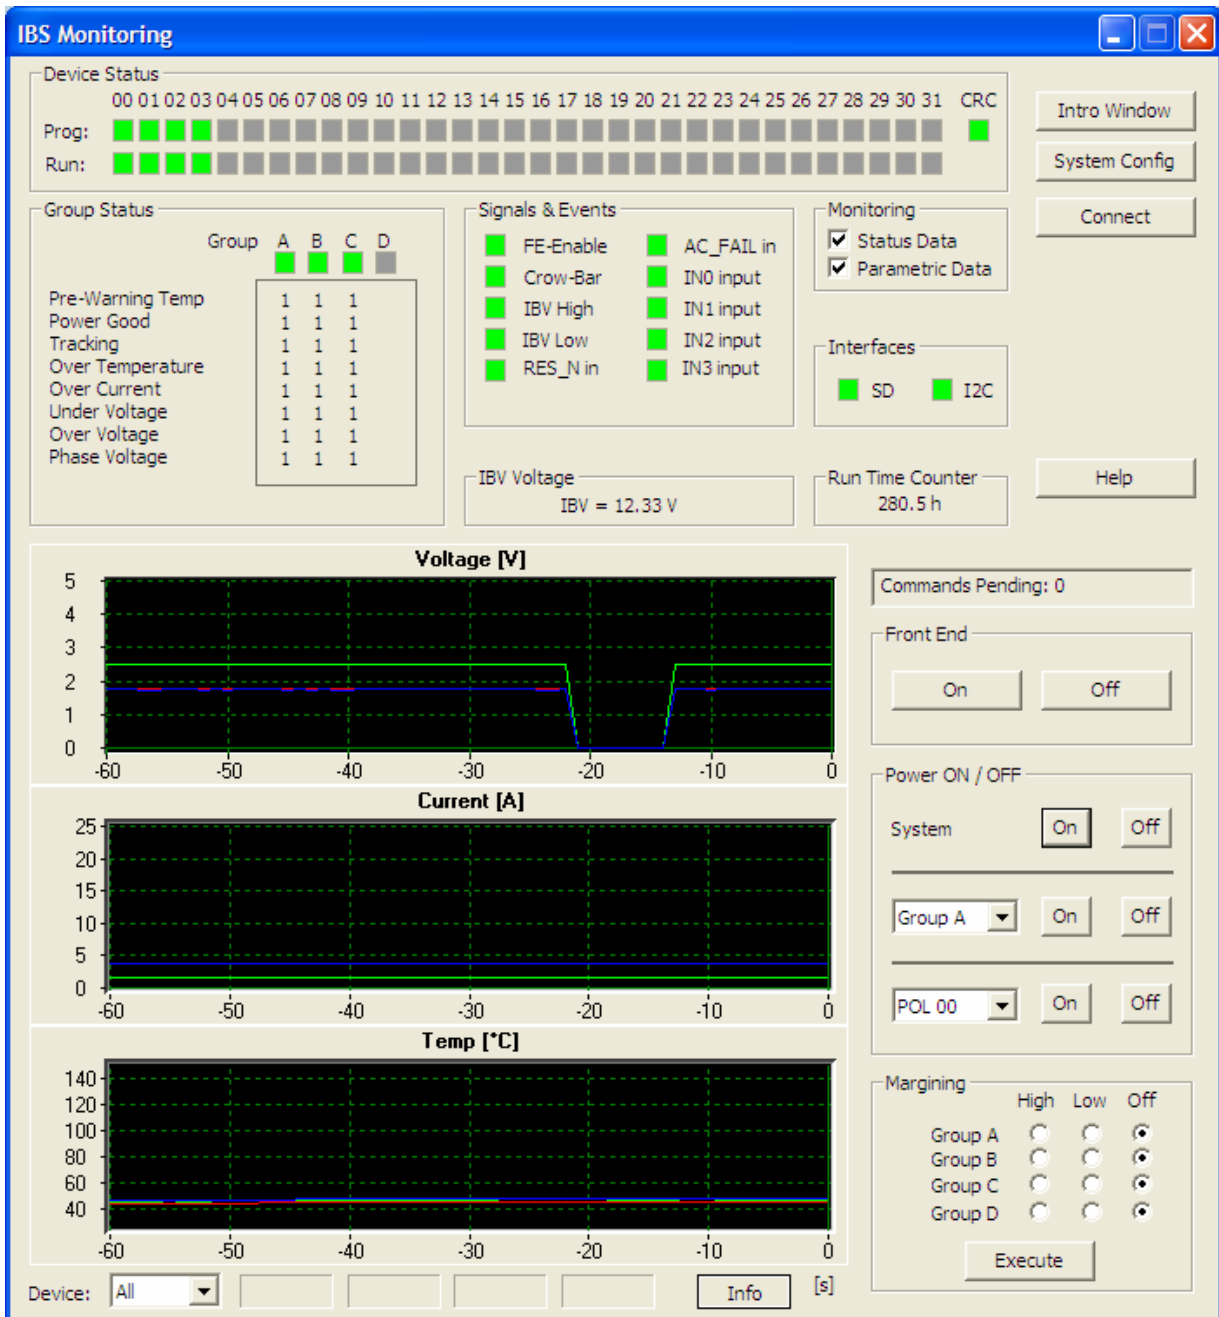 IBS Monitoring
Device Status
00 01 02 03 04 05 06 07 08 09 10 11 12 13 14 15 16 17 18 19 20 21 22 23 24 25 26 27 28 29 30 31 CRC
Prog:
Run:
Intro Window
System Config
Connect
Group Status
Group A B C D
Pre-Warning Temp 1 1 1
Power Good 1 1 1
Tracking 1 1 1
Over Temperature 1 1 1
Over Current 1 1 1
Under Voltage 1 1 1
Over Voltage 1 1 1
Phase Voltage 1 1 1
Signals & Events
FE-Enable AC_FAIL in
Crow-Bar IN0 input
IBV High IN1 input
IBV Low IN2 input
RES_N in IN3 input
Monitoring
Status Data
Parametric Data
Interfaces
SD I2C
IBV Voltage
IBV = 12.33 V
Run Time Counter
280.5 h
Help
Voltage [V]
5
4
3
2
1
0
-60 -50 -40 -30 -20 -10 0
Current [A]
25
20
15
10
5
0
-60 -50 -40 -30 -20 -10 0
Temp [°C]
140
120
100
80
60
40
-60 -50 -40 -30 -20 -10 0
Device: All Info [s]
Commands Pending: 0
Front End
On Off
Power ON / OFF
System On Off
Group A On Off
POL 00 On Off
Margining
High Low Off
Group A
Group B
Group C
Group D
Execute